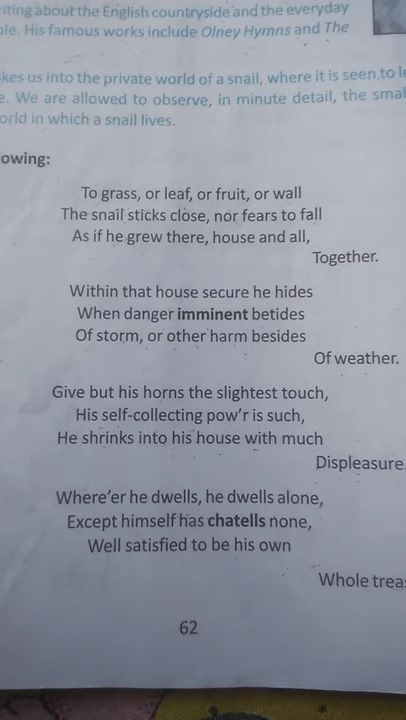 riting about the English countryside and the everyday
ple. His famous works include Olney Hymns and The
kes us into the private world of a snail, where it is seen to
e. We are allowed to observe, in minute detail, the
orld in which a snail lives.
owing:
To grass, or leaf, or fruit, or wall
The snail sticks close, nor fears to fall
As if he grew there, house and all,
Together.
Within that house secure he hides
When danger imminent betides
Of storm, or other harm besides
Of weather.
Give but his horns the slightest touch,
His self-collecting pow'r is such,
He shrinks into his house with much
Displeasure
Where'er he dwells, he dwells alone,
Except himself has chatells none,
Well satisfied to be his own
Whole trea
62